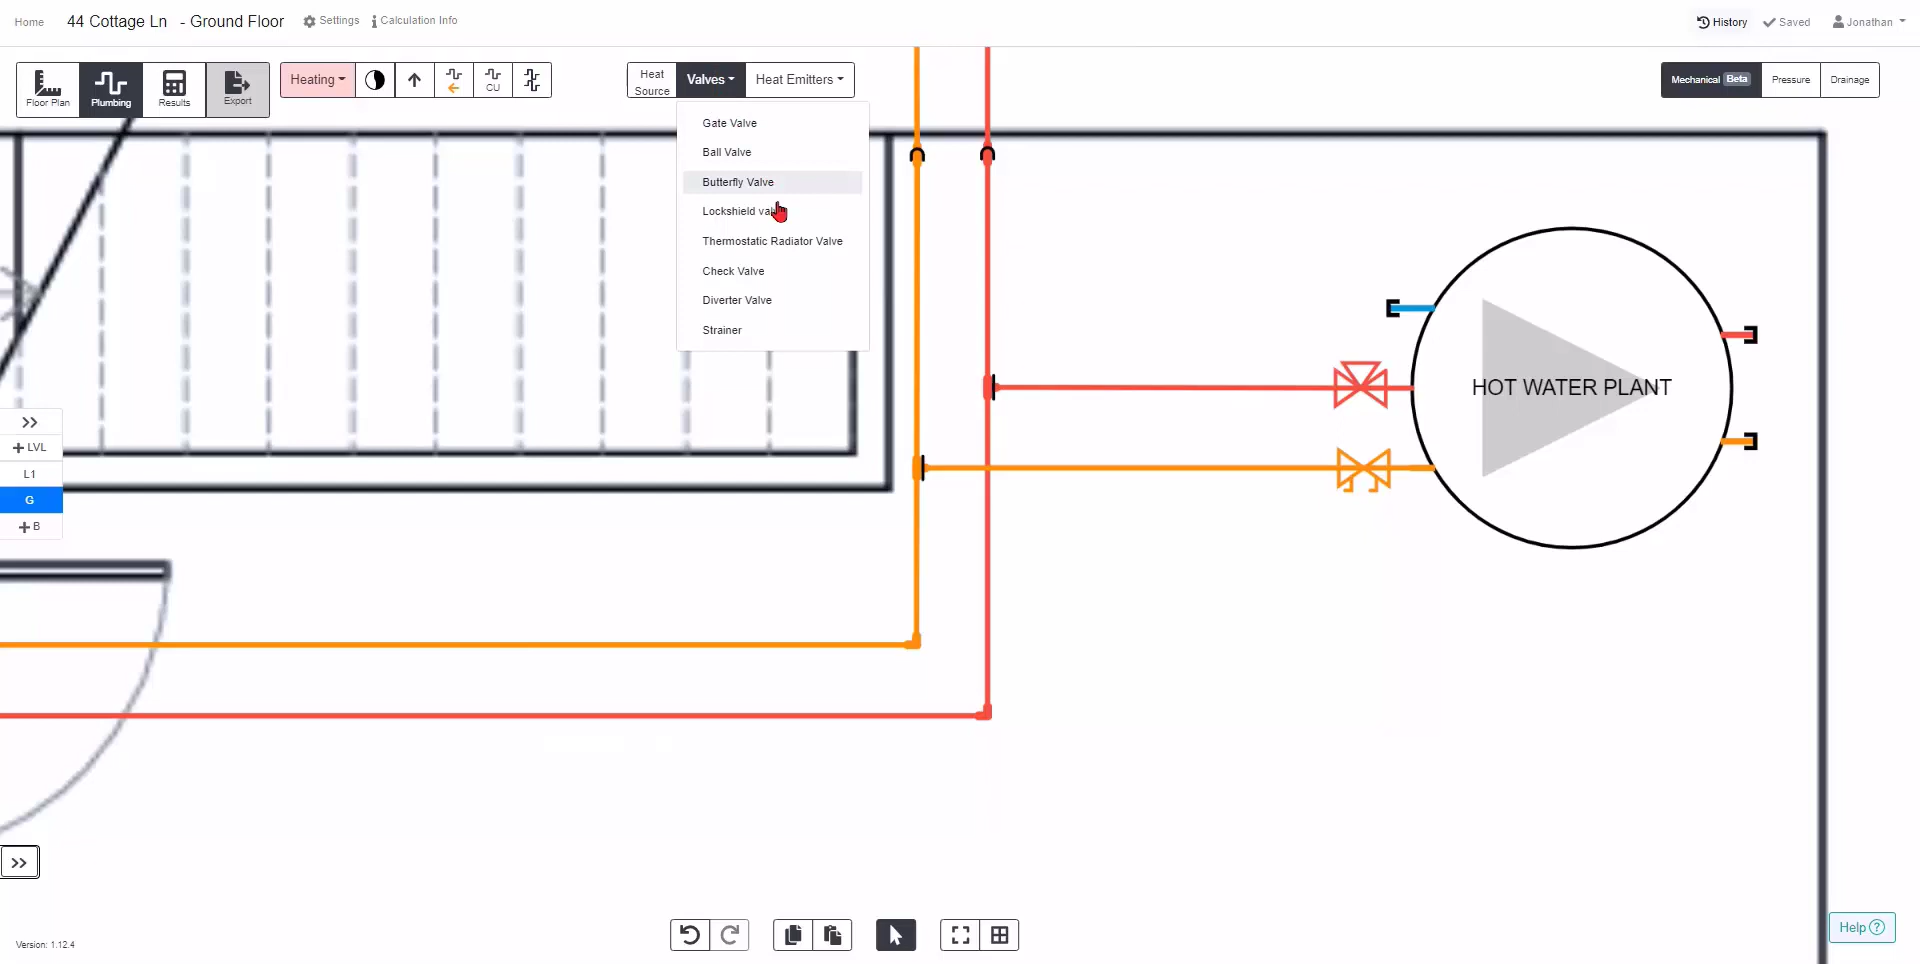 Home 44 Cottage Ln - Ground Floor Settings Calculation Info History Saved Jonathan
Floor Plan Plumbing Results Export
Heating
CU
Heat Source Valves Heat Emitters
Mechanical Beta Pressure Drainage
Gate Valve
Ball Valve
Butterfly Valve
Lockshield va
Thermostatic Radiator Valve
Check Valve
Diverter Valve
Strainer
HOT WATER PLANT
>>
+ LVL
L1
G
+ B
>>
Help ?
Version: 1.12.4